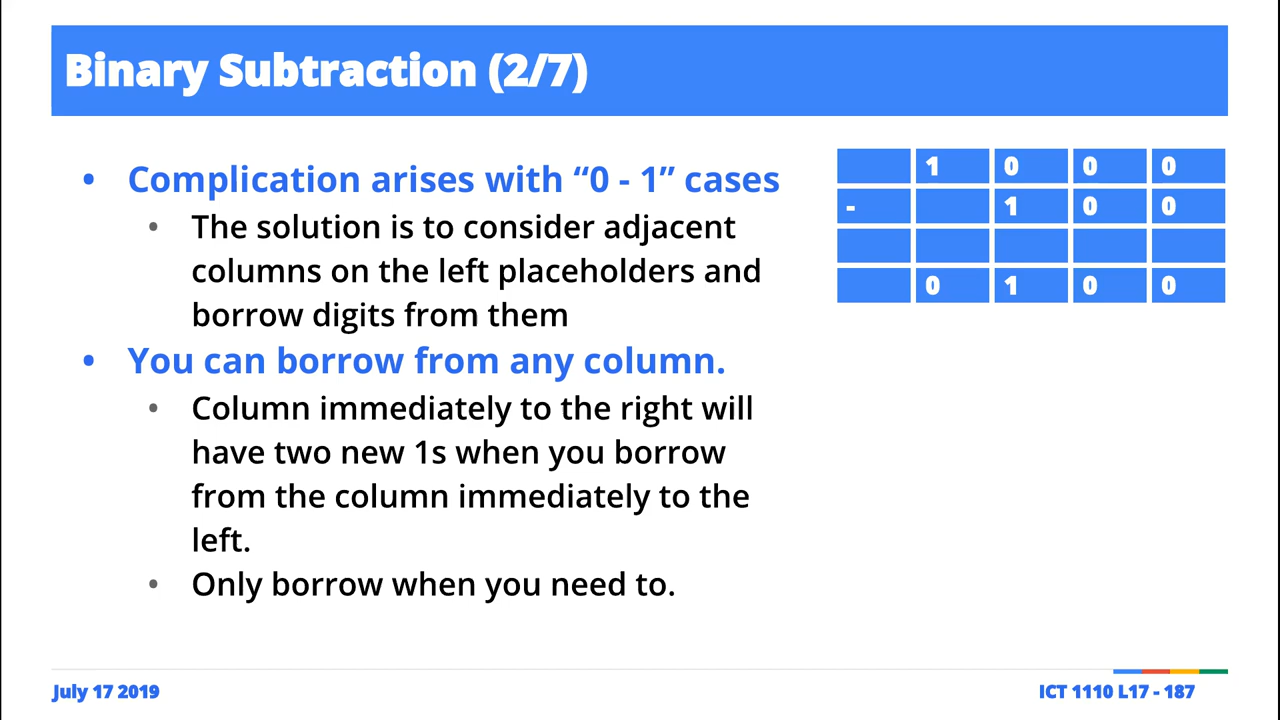 Binary Subtraction (2/7)
• Complication arises with “0 - 1” cases
• The solution is to consider adjacent
columns on the left placeholders and
borrow digits from them
• You can borrow from any column.
• Column immediately to the right will
have two new 1s when you borrow
from the column immediately to the
left.
• Only borrow when you need to.
1 0 0 0
- 1 0 0
0 1 0 0
July 17 2019
ICT 1110 L17 - 187